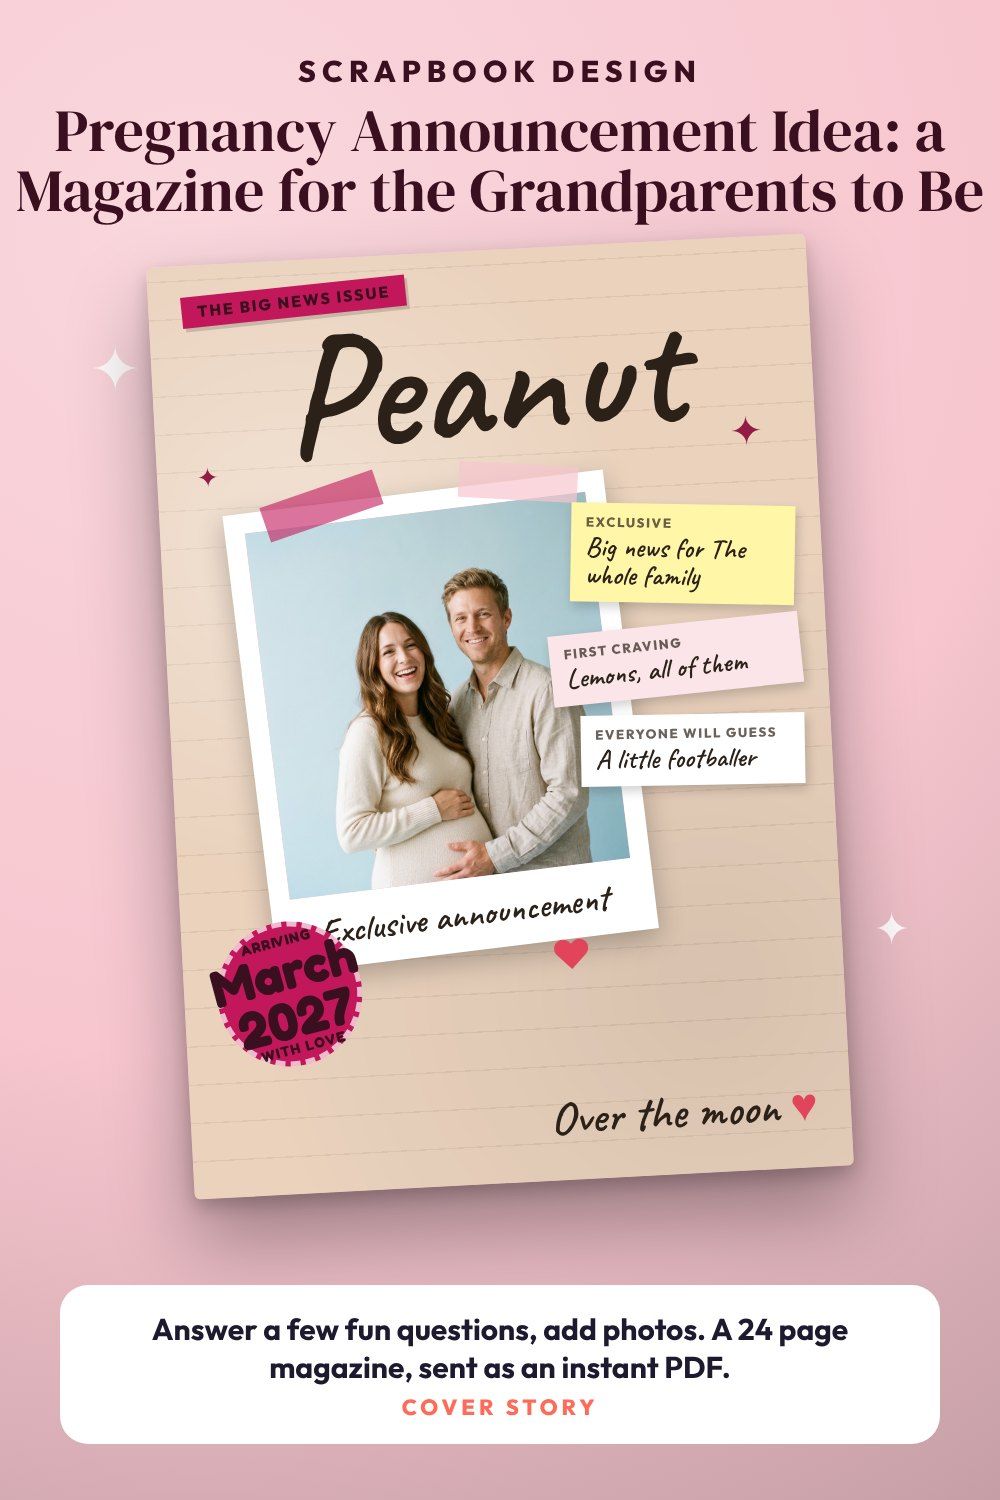 SCRAPBOOK DESIGN
Pregnancy Announcement Idea: a
Magazine for the Grandparents to Be
THE BIG NEWS ISSUE
Peanut
EXCLUSIVE
Big news for The
whole family
FIRST CRAVING
Lemons, all of them
EVERYONE WILL GUESS
A little footballer
Exclusive announcement
ARRIVING
March
2027
WITH LOVE
Over the moon
Answer a few fun questions, add photos. A 24 page
magazine, sent as an instant PDF.
COVER STORY